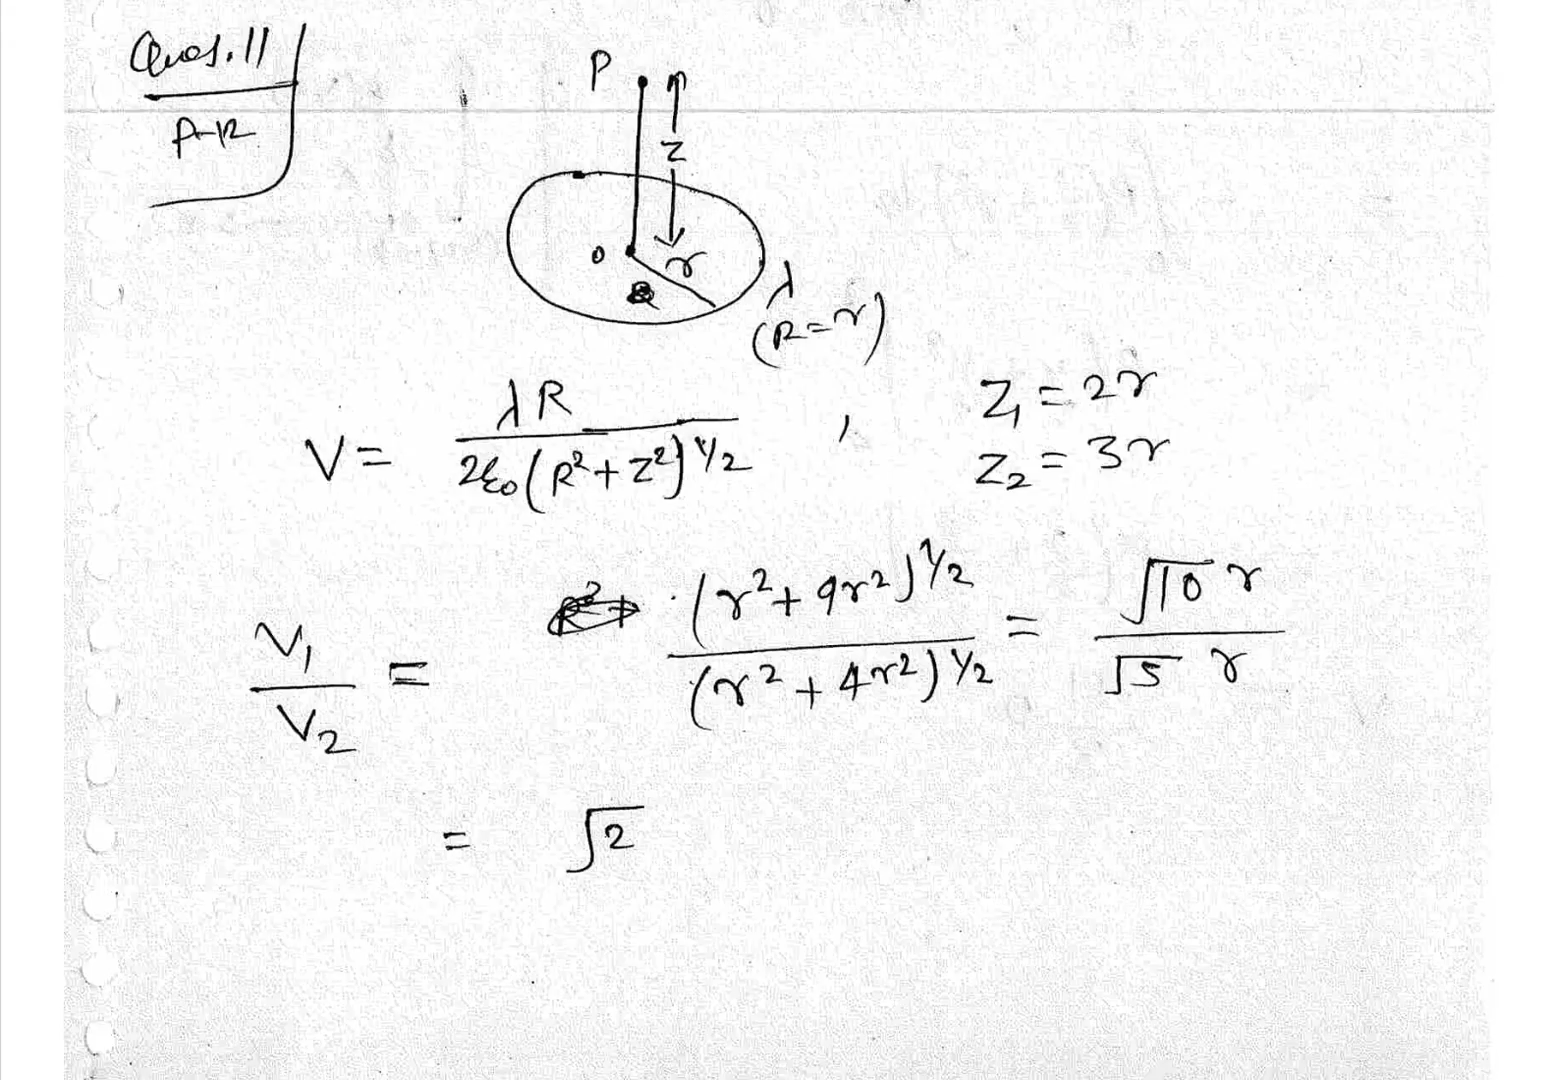 Ques. 11
P-12
P
Z
O
r
λ
(R=r)
V = λR / 2ε₀(R²+Z²)^1/2 , Z₁ = 2r
Z₂ = 3r
V₁/V₂ = (r²+9r²)^1/2 / (r²+4r²)^1/2 = √10 r / √5 r
= √2